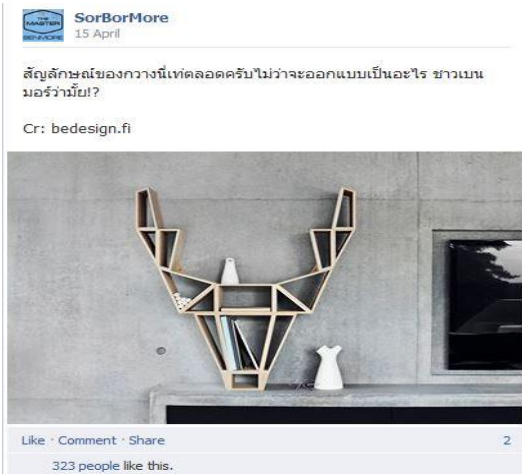 THE
MASTER
BENMORE
SorBorMore
15 April
สัญลักษณ์ของกวางนี่เท่ตลอดครับไม่ว่าจะออกแบบเป็นอะไร ชาวเบน
มอร์ว่ามั้ย!?
Cr: bedesign.fi
Like · Comment · Share
2
323 people like this.